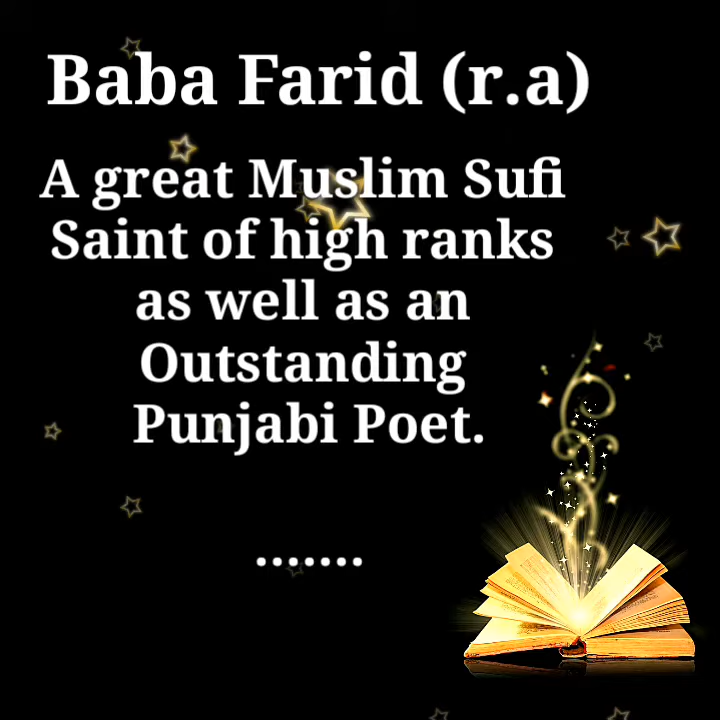 Baba Farid (r.a)
A great Muslim Sufi
Saint of high ranks
as well as an
Outstanding
Punjabi Poet.
.......